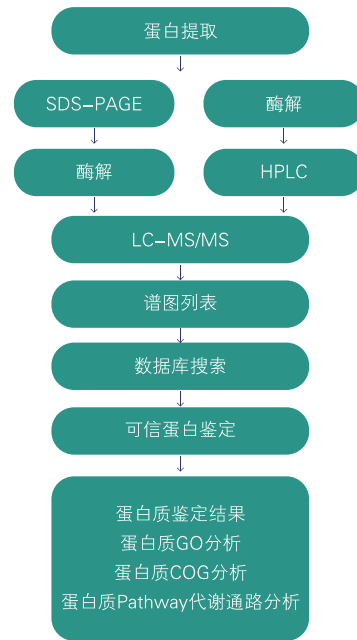 蛋白提取
SDS-PAGE
酶解
酶解
HPLC
LC-MS/MS
谱图列表
数据库搜索
可信蛋白鉴定
蛋白质鉴定结果
蛋白质GO分析
蛋白质COG分析
蛋白质Pathway代谢通路分析